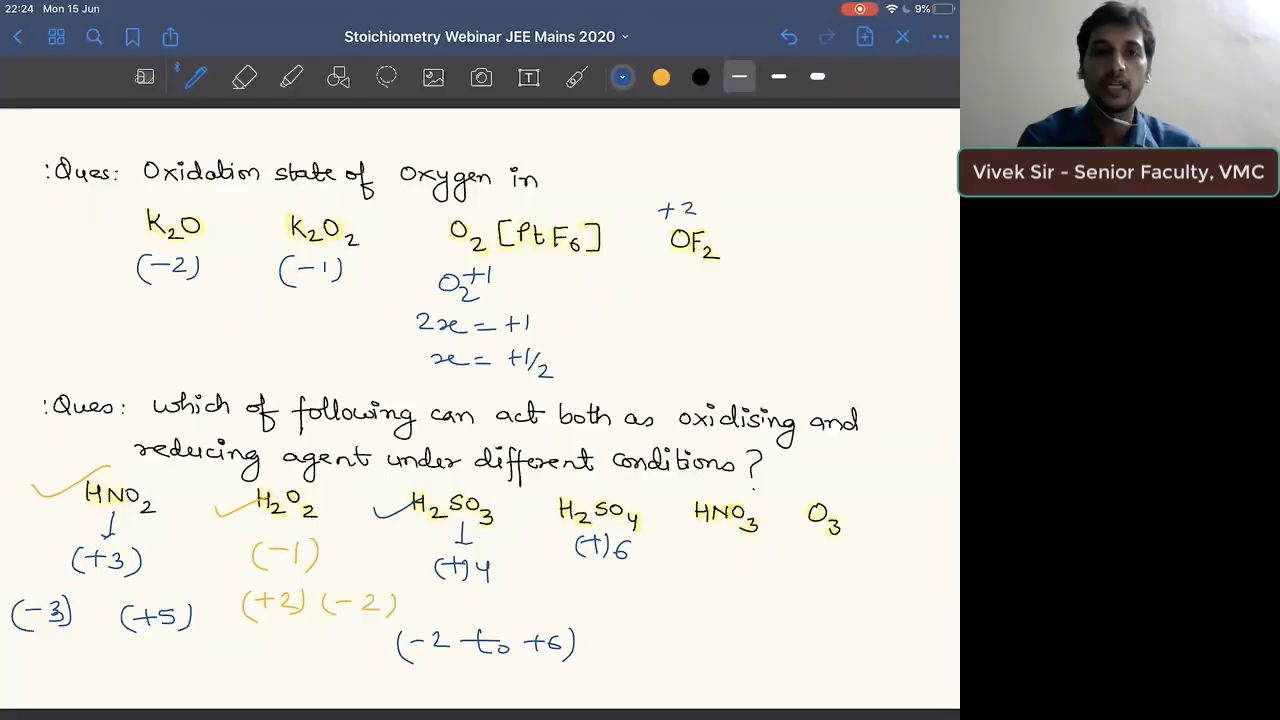 22:24 Mon 15 Jun
9%
Stoichiometry Webinar JEE Mains 2020
T
Vivek Sir - Senior Faculty, VMC
:Ques: Oxidation state of Oxygen in
+2
K₂O K₂O₂ O₂ [PtF₆] OF₂
(-2) (-1) O₂⁺¹
2x = +1
x = +1/2
:Ques: which of following can act both as oxidising and
reducing agent under different conditions?
HNO₂ H₂O₂ H₂SO₃ H₂SO₄ HNO₃ O₃
(+3) (-1) (+)4 (+)6
(-3) (+5) (+2) (-2)
(-2 to +6)